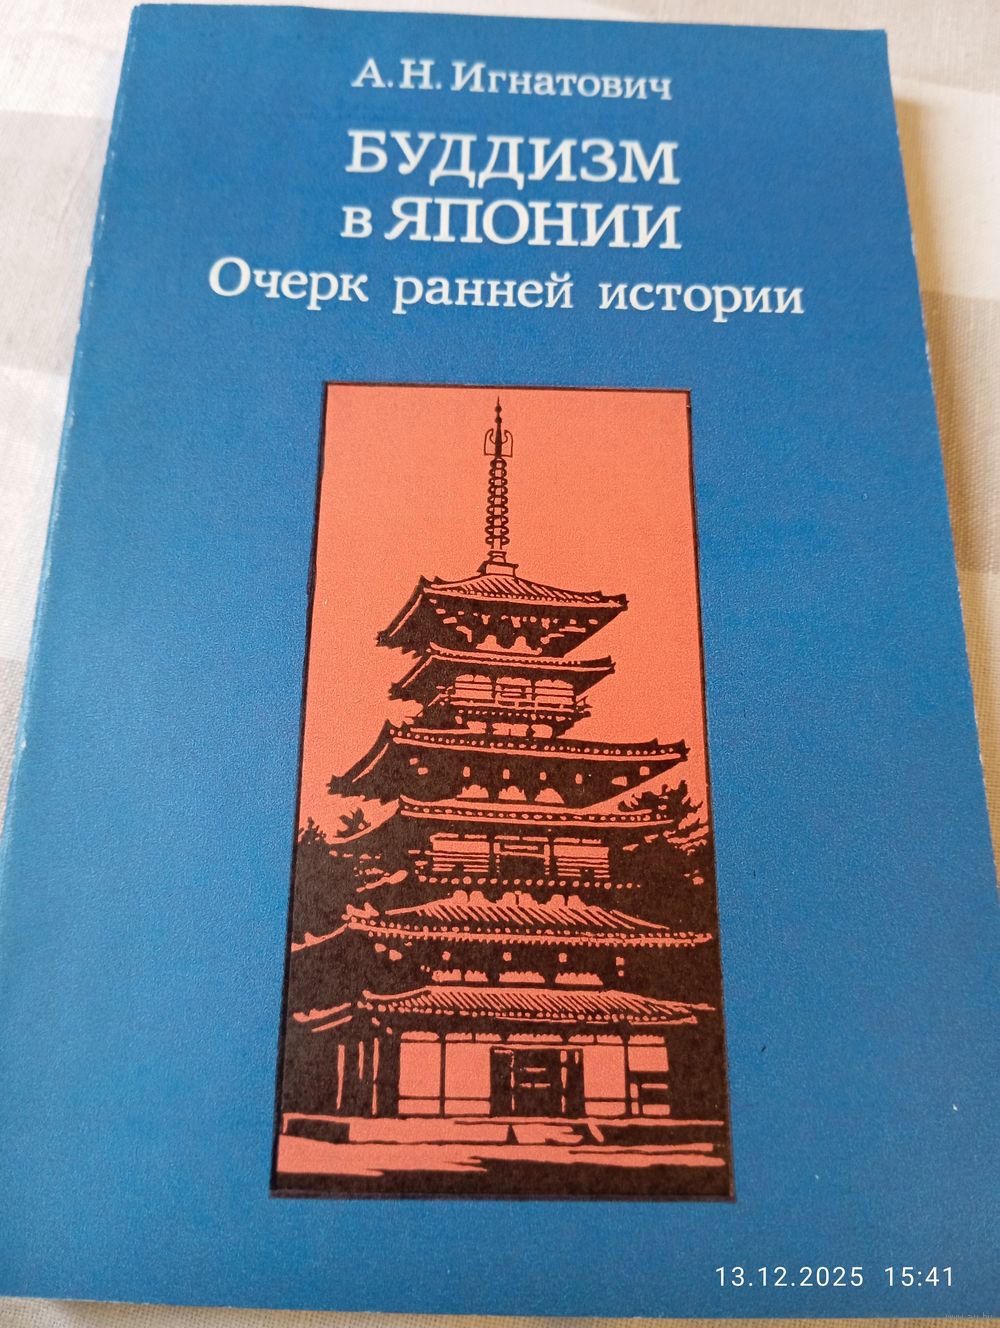 А. Н. Игнатович
БУДДИЗМ
в ЯПОНИИ
Очерк ранней истории
13.12.2025 15:41